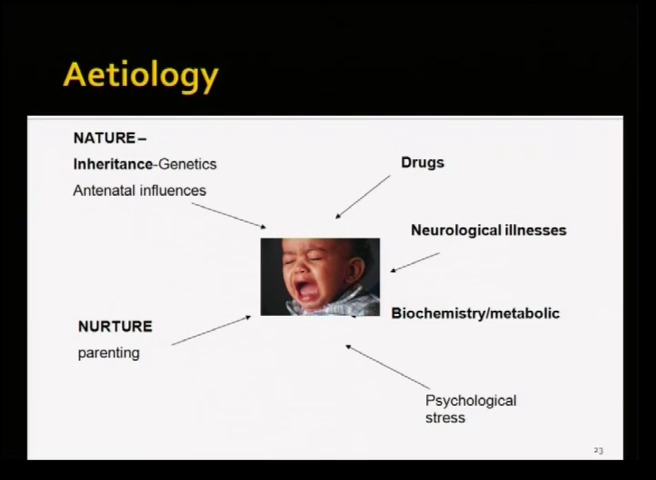 Aetiology
NATURE –
Inheritance-Genetics
Antenatal influences
Drugs
Neurological illnesses
Biochemistry/metabolic
NURTURE
parenting
Psychological
stress
23